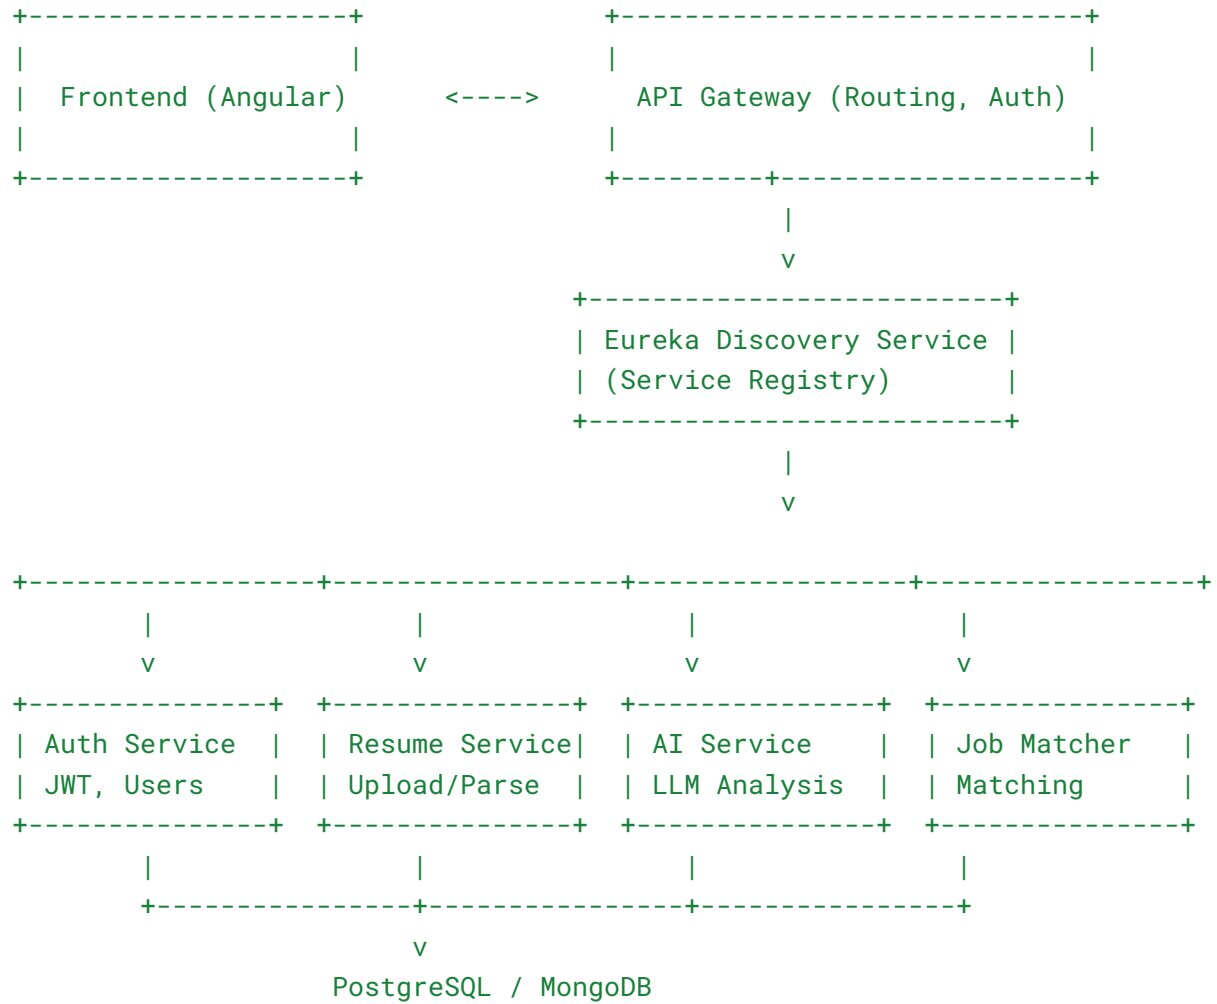 Frontend (Angular) <----> API Gateway (Routing, Auth)
Eureka Discovery Service
(Service Registry)
Auth Service Resume Service AI Service Job Matcher
JWT, Users Upload/Parse LLM Analysis Matching
PostgreSQL / MongoDB